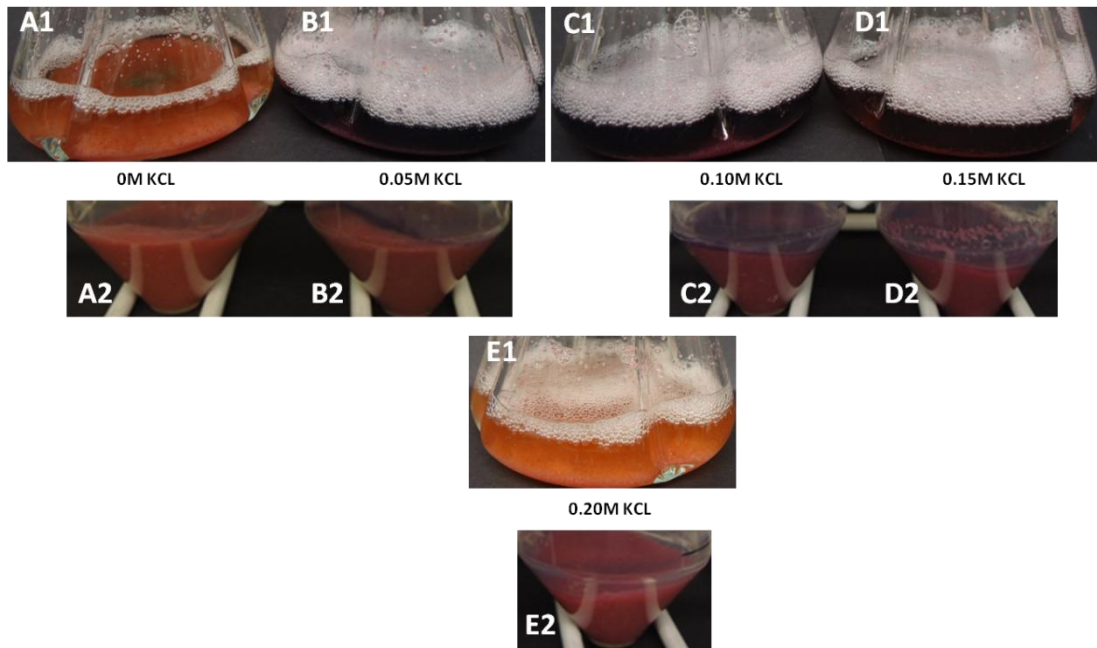 A1 B1 C1 D1
0M KCL 0.05M KCL 0.10M KCL 0.15M KCL
A2 B2 C2 D2
E1
0.20M KCL
E2